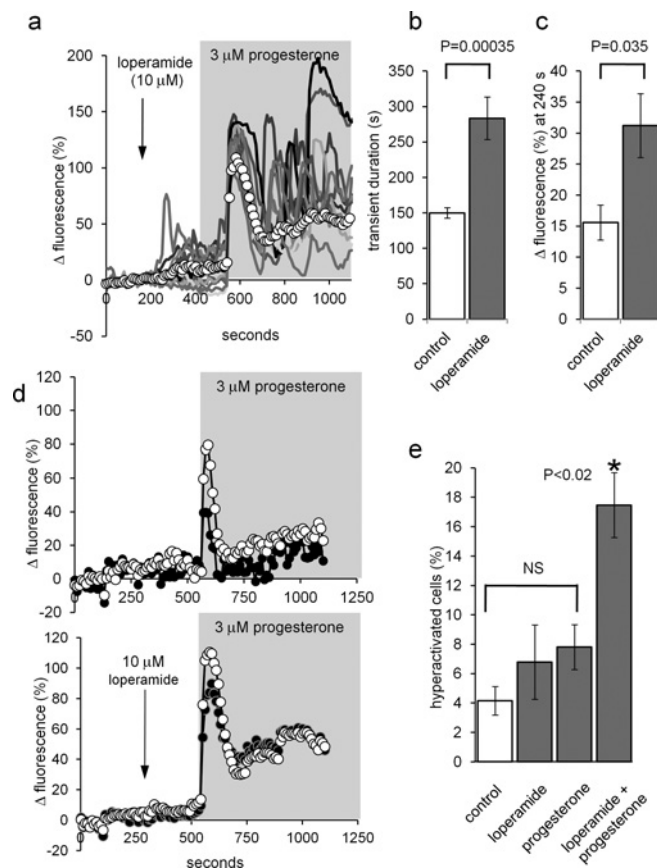 a
loperamide
(10 µM)
3 µM progesterone
Δ fluorescence (%)
200
150
100
50
0
-50
0 200 400 600 800 1000
seconds
b
P=0.00035
transient duration (s)
350
300
250
200
150
100
50
0
control
loperamide
c
P=0.035
Δ fluorescence (%) at 240 s
40
35
30
25
20
15
10
5
0
control
loperamide
d
3 µM progesterone
Δ fluorescence (%)
120
100
80
60
40
20
0
-20
250 500 750 1000 1250
3 µM progesterone
10 µM
loperamide
Δ fluorescence (%)
120
100
80
60
40
20
0
-20
0 250 500 750 1000 1250
seconds
e
P<0.02
*
NS
hyperactivated cells (%)
20
18
16
14
12
10
8
6
4
2
0
control
loperamide
progesterone
loperamide +
progesterone